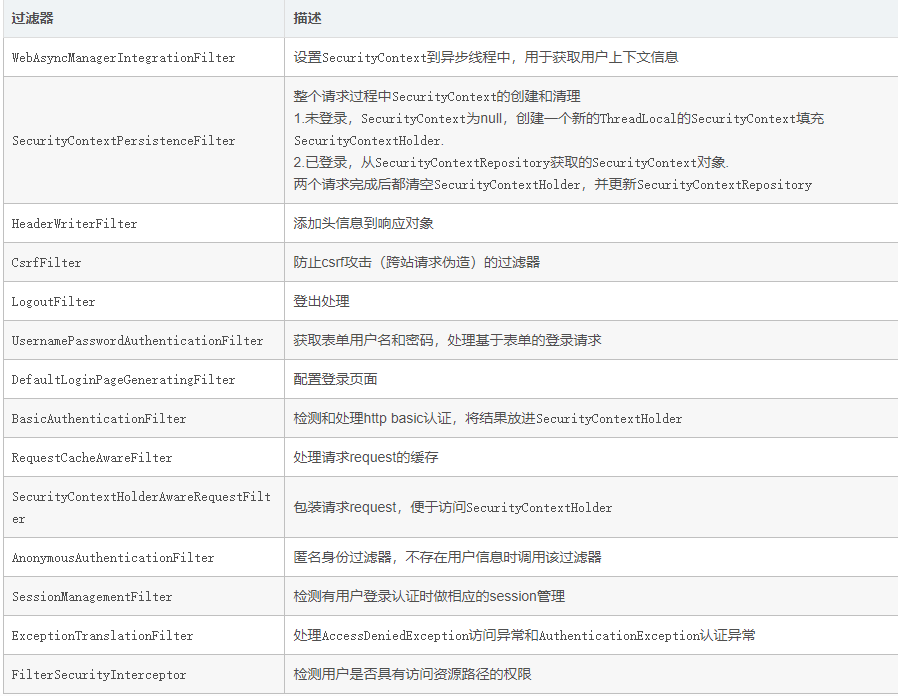 过滤器 描述
WebAsyncManagerIntegrationFilter 设置SecurityContext到异步线程中，用于获取用户上下文信息
整个请求过程中SecurityContext的创建和清理
1.未登录，SecurityContext为null，创建一个新的ThreadLocal的SecurityContext填充
SecurityContextPersistenceFilter SecurityContextHolder.
2.已登录，从SecurityContextRepository获取的SecurityContext对象.
两个请求完成后都清空SecurityContextHolder，并更新SecurityContextRepository
HeaderWriterFilter 添加头信息到响应对象
CsrfFilter 防止csrf攻击（跨站请求伪造）的过滤器
LogoutFilter 登出处理
UsernamePasswordAuthenticationFilter 获取表单用户名和密码，处理基于表单的登录请求
DefaultLoginPageGeneratingFilter 配置登录页面
BasicAuthenticationFilter 检测和处理http basic认证，将结果放进SecurityContextHolder
RequestCacheAwareFilter 处理请求request的缓存
SecurityContextHolderAwareRequestFilt
er
包装请求request，便于访问SecurityContextHolder
AnonymousAuthenticationFilter 匿名身份过滤器，不存在用户信息时调用该过滤器
SessionManagementFilter 检测有用户登录认证时做相应的session管理
ExceptionTranslationFilter 处理AccessDeniedException访问异常和AuthenticationException认证异常
FilterSecurityInterceptor 检测用户是否具有访问资源路径的权限